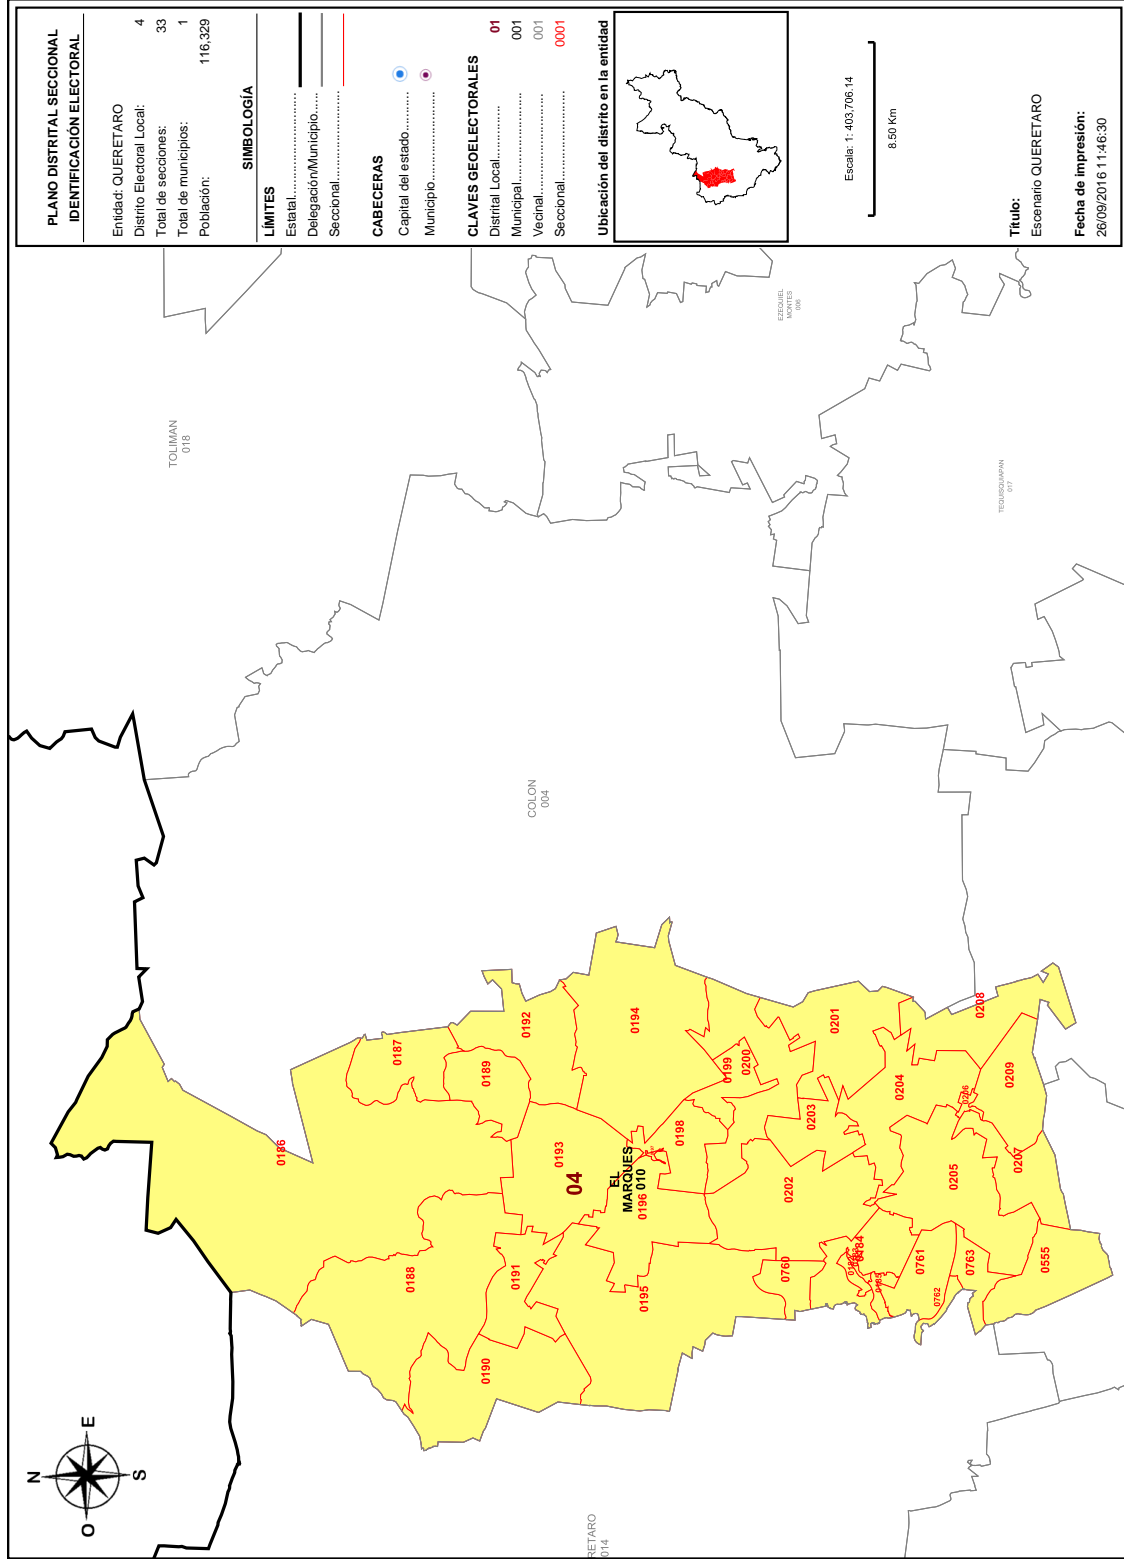 PLANO DISTRITAL SECCIONAL
IDENTIFICACIÓN ELECTORAL
Entidad: QUERETARO
Distrito Electoral Local: 4
Total de secciones: 33
Total de municipios: 1
Población: 116,329
SIMBOLOGÍA
LÍMITES
Estatal
Delegación/Municipio
Seccional
CABECERAS
Capital del estado
Municipio
CLAVES GEOELECTORALES
Distrital Local 01
Municipal 001
Vecinal 001
Seccional 0001
Ubicación del distrito en la entidad
Escala: 1: 403,706.14
8.50 Km
Título:
Escenario QUERETARO
Fecha de impresión:
26/09/2016 11:46:30
N
O
E
S
TOLIMAN
018
COLON
004
EZEQUIEL
MONTES
006
TEQUISQUIAPAN
017
RETARO
014
0186
0187
0188
0189
0190
0191
0192
0193
04
EL
MARQUES
010
0194
0195
0196
0198
0199
0200
0201
0202
0203
0204
0205
0206
0207
0208
0209
0184
0185
0760
0761
0762
0763
0555